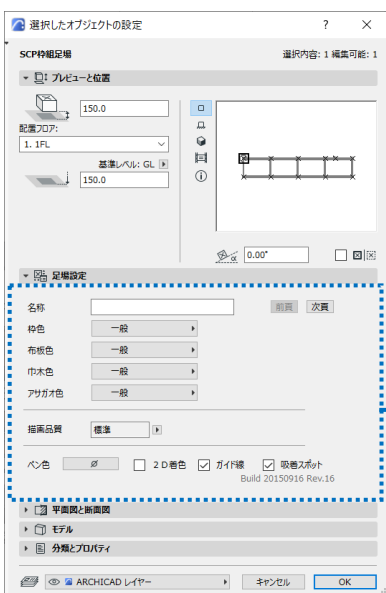 選択したオブジェクトの設定 ? ×
SCP枠組足場 選択内容: 1 編集可能: 1
プレビューと位置
150.0
配置フロア:
1. 1FL
基準レベル: GL
150.0
α 0.00°
足場設定
名称 前頁 次頁
枠色 一般
布板色 一般
巾木色 一般
アサガオ色 一般
描画品質 標準
ペン色 ø 2D着色 ガイド線 吸着スポット
Build 20150916 Rev.16
平面図と断面図
モデル
分類とプロパティ
ARCHICAD レイヤー キャンセル OK